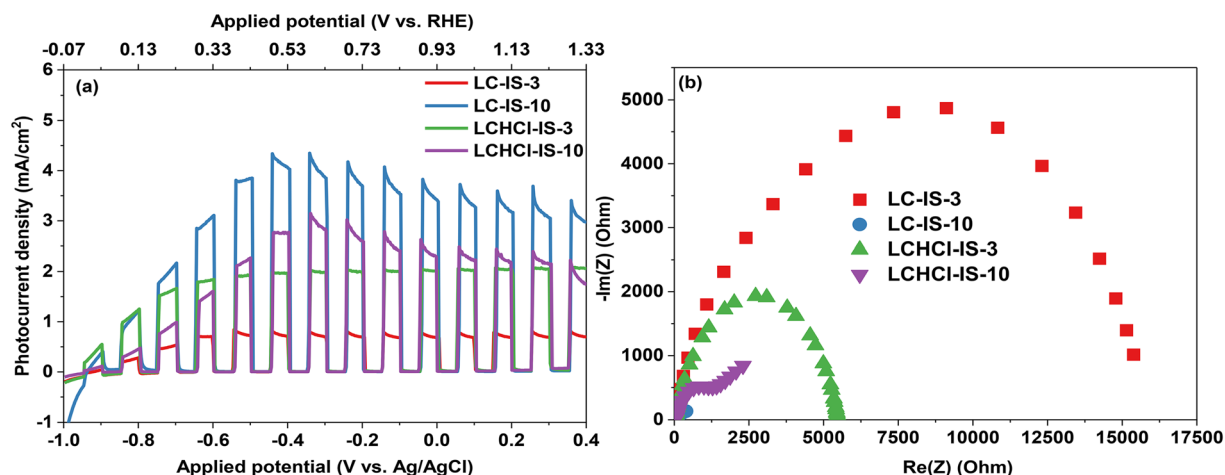 Applied potential (V vs. RHE)
-0.07 0.13 0.33 0.53 0.73 0.93 1.13 1.33
(a)
LC-IS-3
LC-IS-10
LCHCl-IS-3
LCHCl-IS-10
Photocurrent density (mA/cm²)
6
5
4
3
2
1
0
-1
-1.0 -0.8 -0.6 -0.4 -0.2 0.0 0.2 0.4
Applied potential (V vs. Ag/AgCl)
(b)
-Im(Z) (Ohm)
5000
4000
3000
2000
1000
0
LC-IS-3
LC-IS-10
LCHCl-IS-3
LCHCl-IS-10
0 2500 5000 7500 10000 12500 15000 17500
Re(Z) (Ohm)